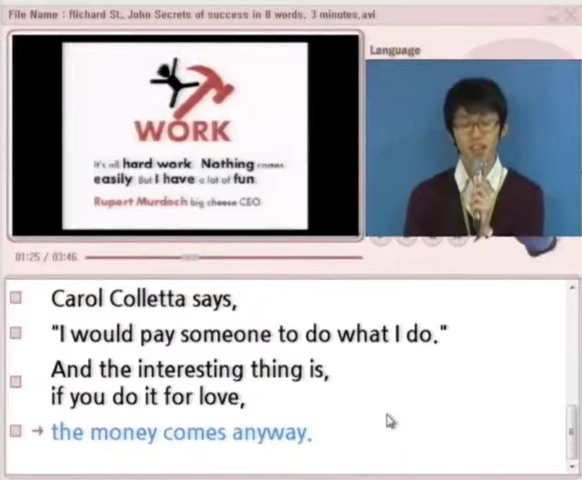 File Name : Richard St. John Secrets of success in 8 words, 3 minutes.avi
Language
WORK
It's all hard work. Nothing comes
easily. But I have a lot of fun.
Rupert Murdoch big cheese CEO
01:25 / 03:46
Carol Colletta says,
"I would pay someone to do what I do."
And the interesting thing is,
if you do it for love,
→ the money comes anyway.